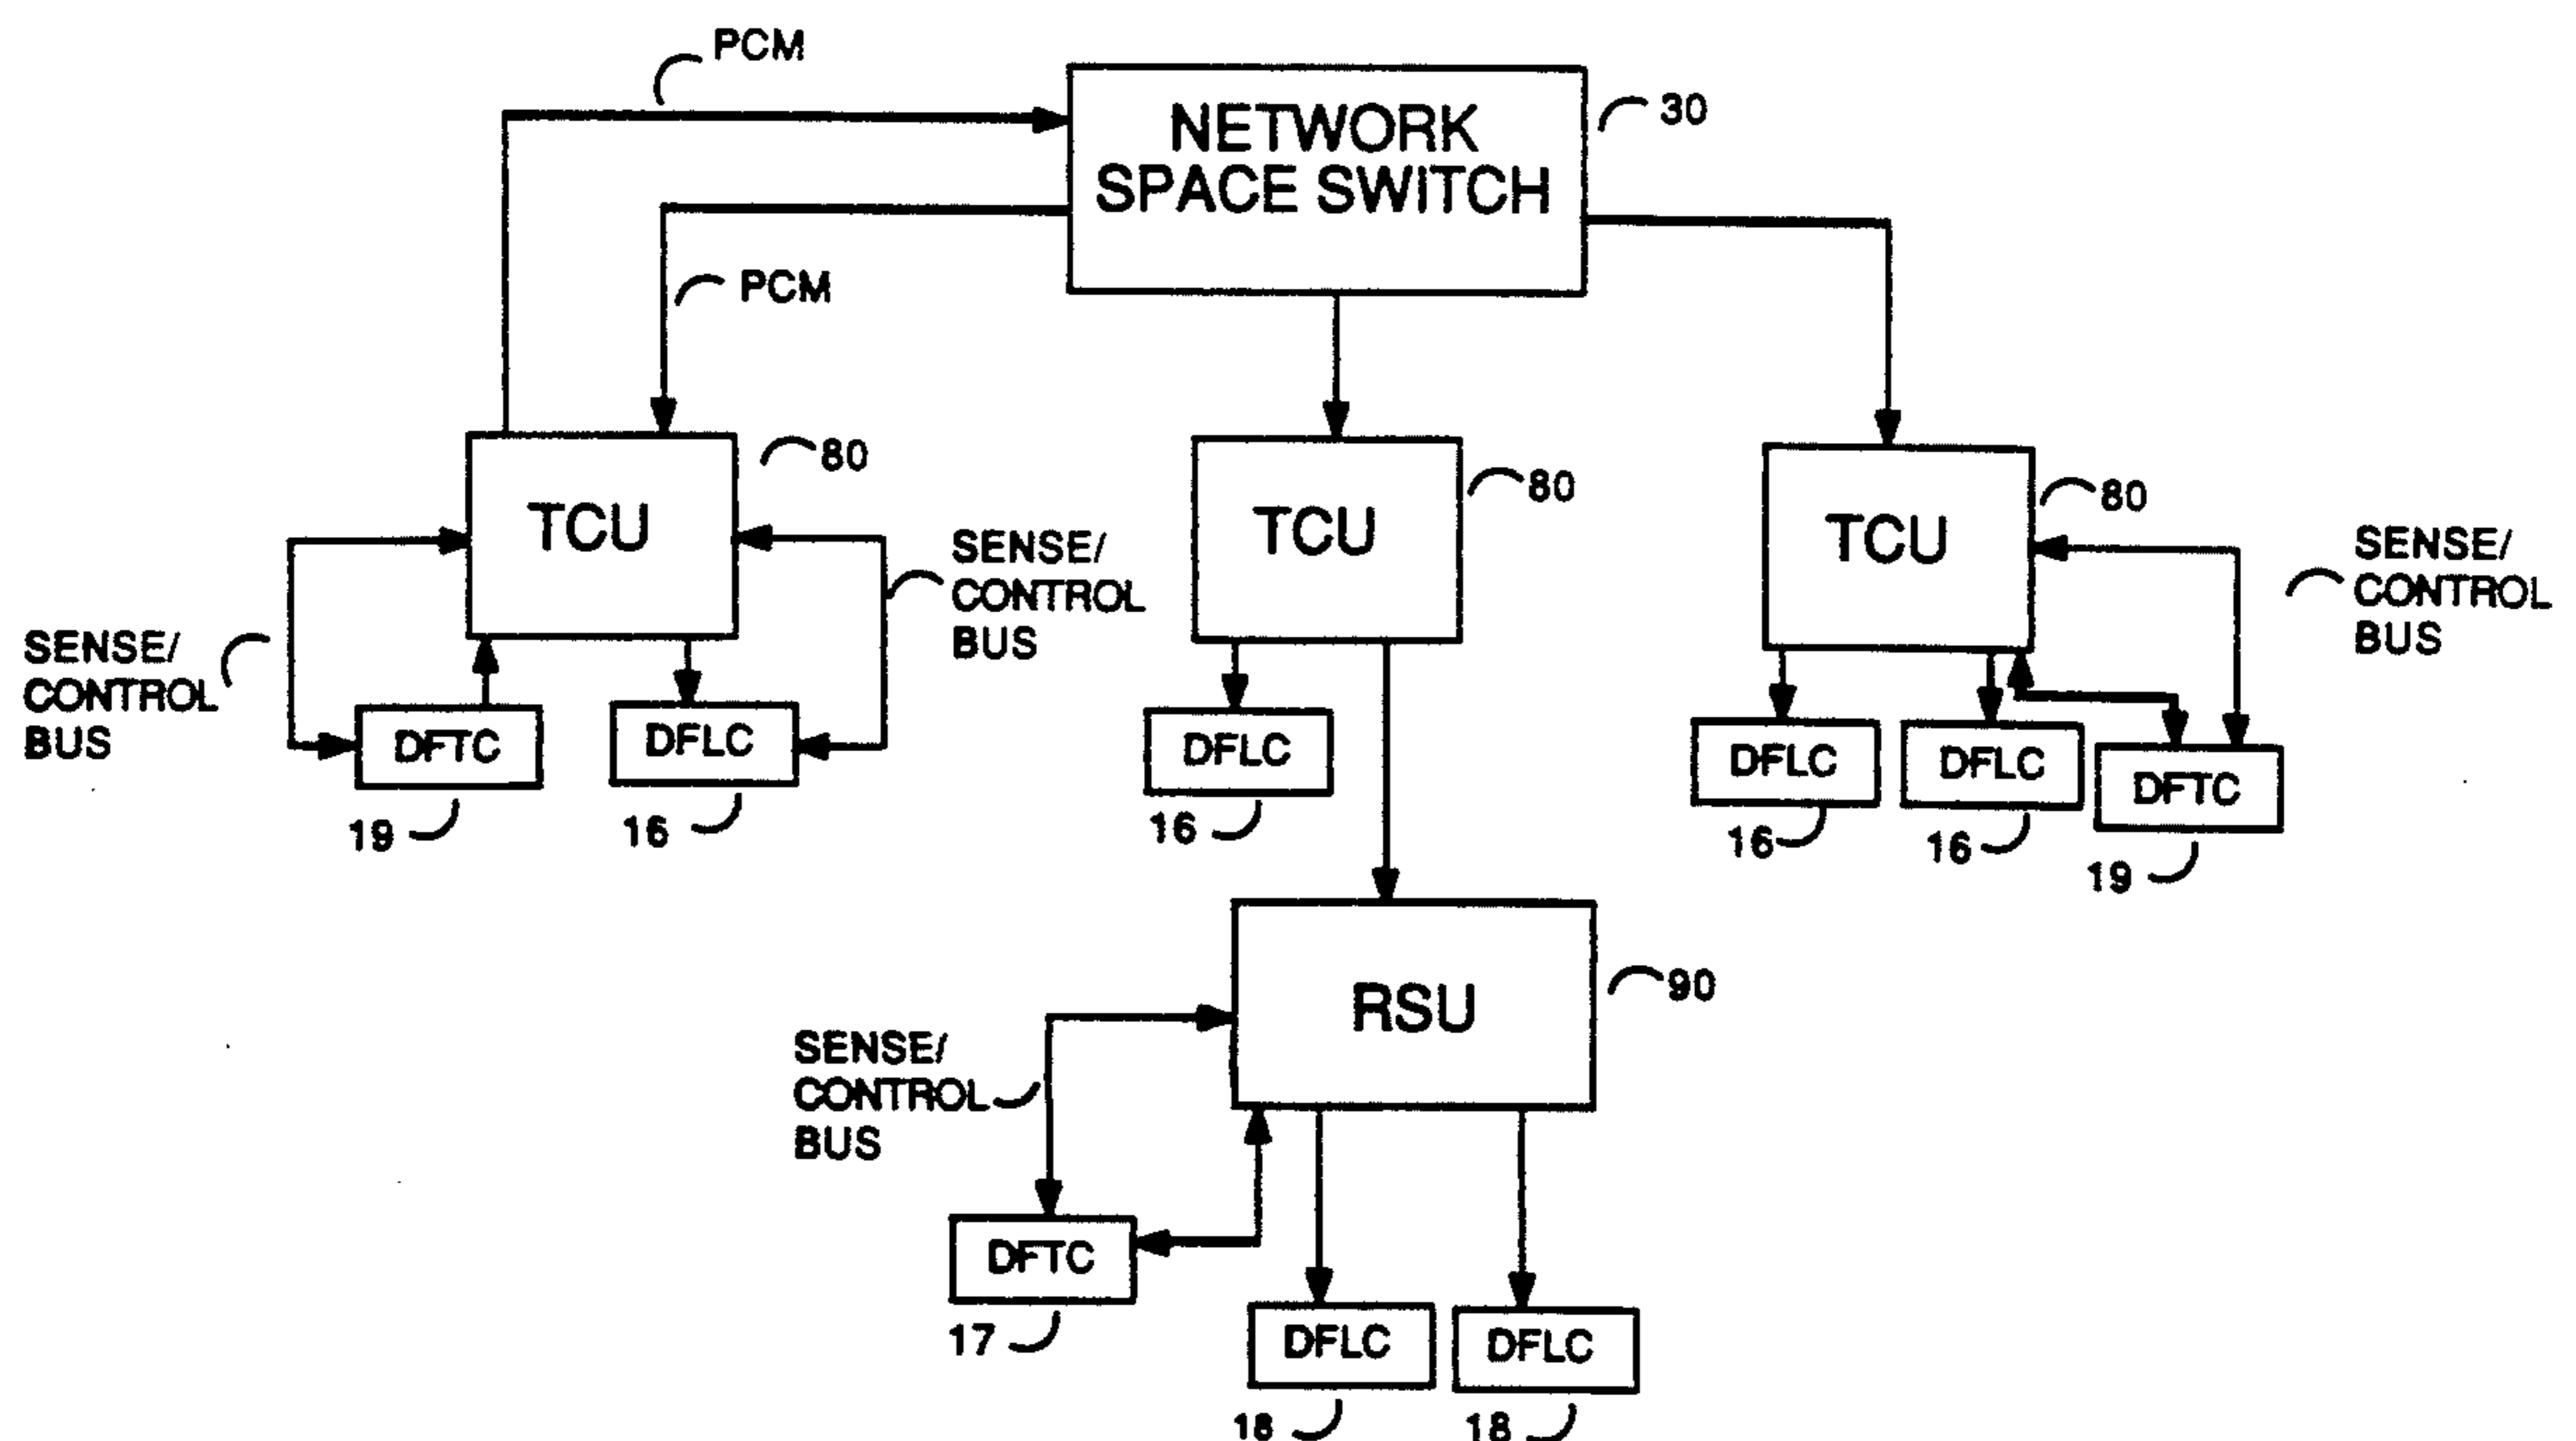 PCM
NETWORK
SPACE SWITCH
30
PCM
TCU
80
SENSE/
CONTROL
BUS
SENSE/
CONTROL
BUS
DFTC
19
DFLC
16
TCU
80
DFLC
16
TCU
80
SENSE/
CONTROL
BUS
DFLC
16
DFLC
16
DFTC
19
RSU
90
SENSE/
CONTROL
BUS
DFTC
17
DFLC
18
DFLC
18